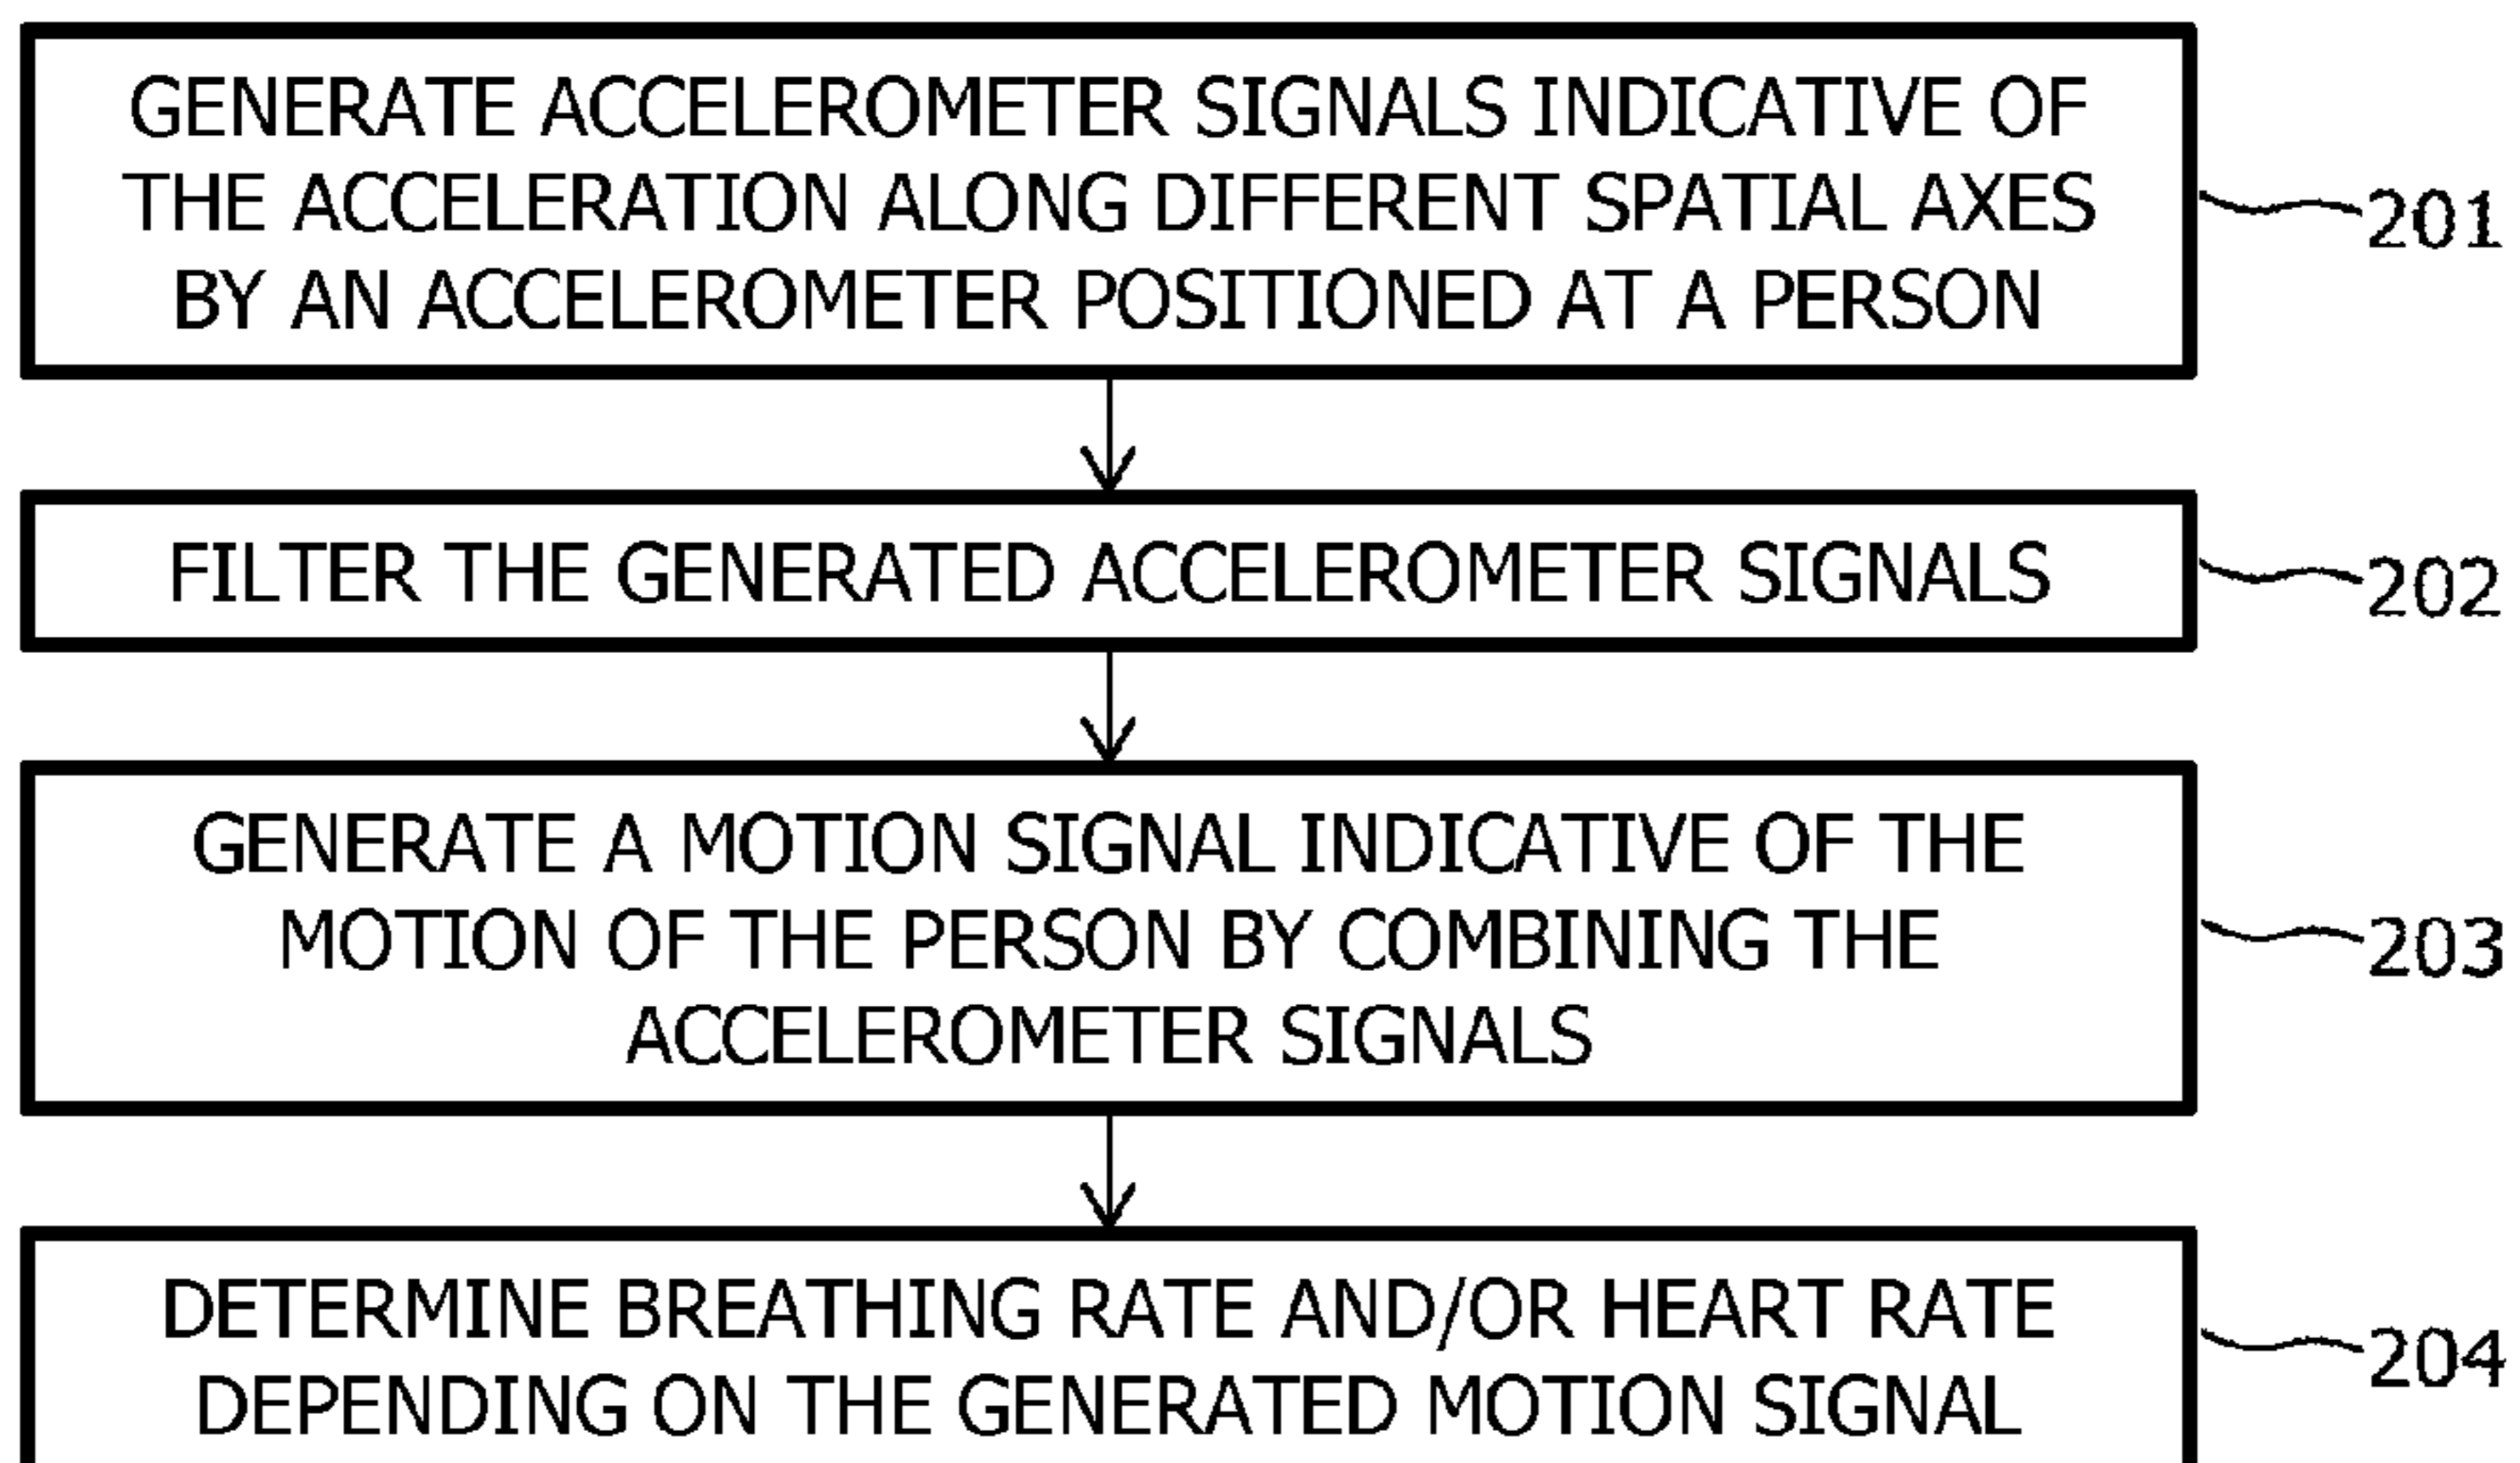 GENERATE ACCELEROMETER SIGNALS INDICATIVE OF
THE ACCELERATION ALONG DIFFERENT SPATIAL AXES
BY AN ACCELEROMETER POSITIONED AT A PERSON
201
FILTER THE GENERATED ACCELEROMETER SIGNALS
202
GENERATE A MOTION SIGNAL INDICATIVE OF THE
MOTION OF THE PERSON BY COMBINING THE
ACCELEROMETER SIGNALS
203
DETERMINE BREATHING RATE AND/OR HEART RATE
DEPENDING ON THE GENERATED MOTION SIGNAL
204